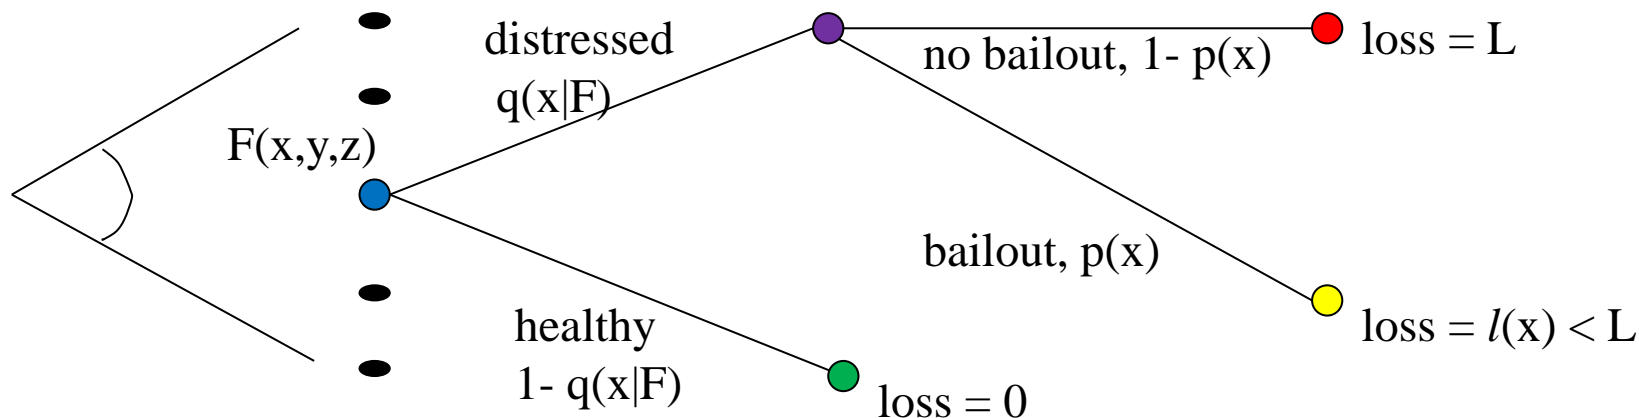 distressed
q(x|F)
F(x,y,z)
no bailout, 1- p(x)
loss = L
bailout, p(x)
loss = l(x) < L
healthy
1- q(x|F)
loss = 0